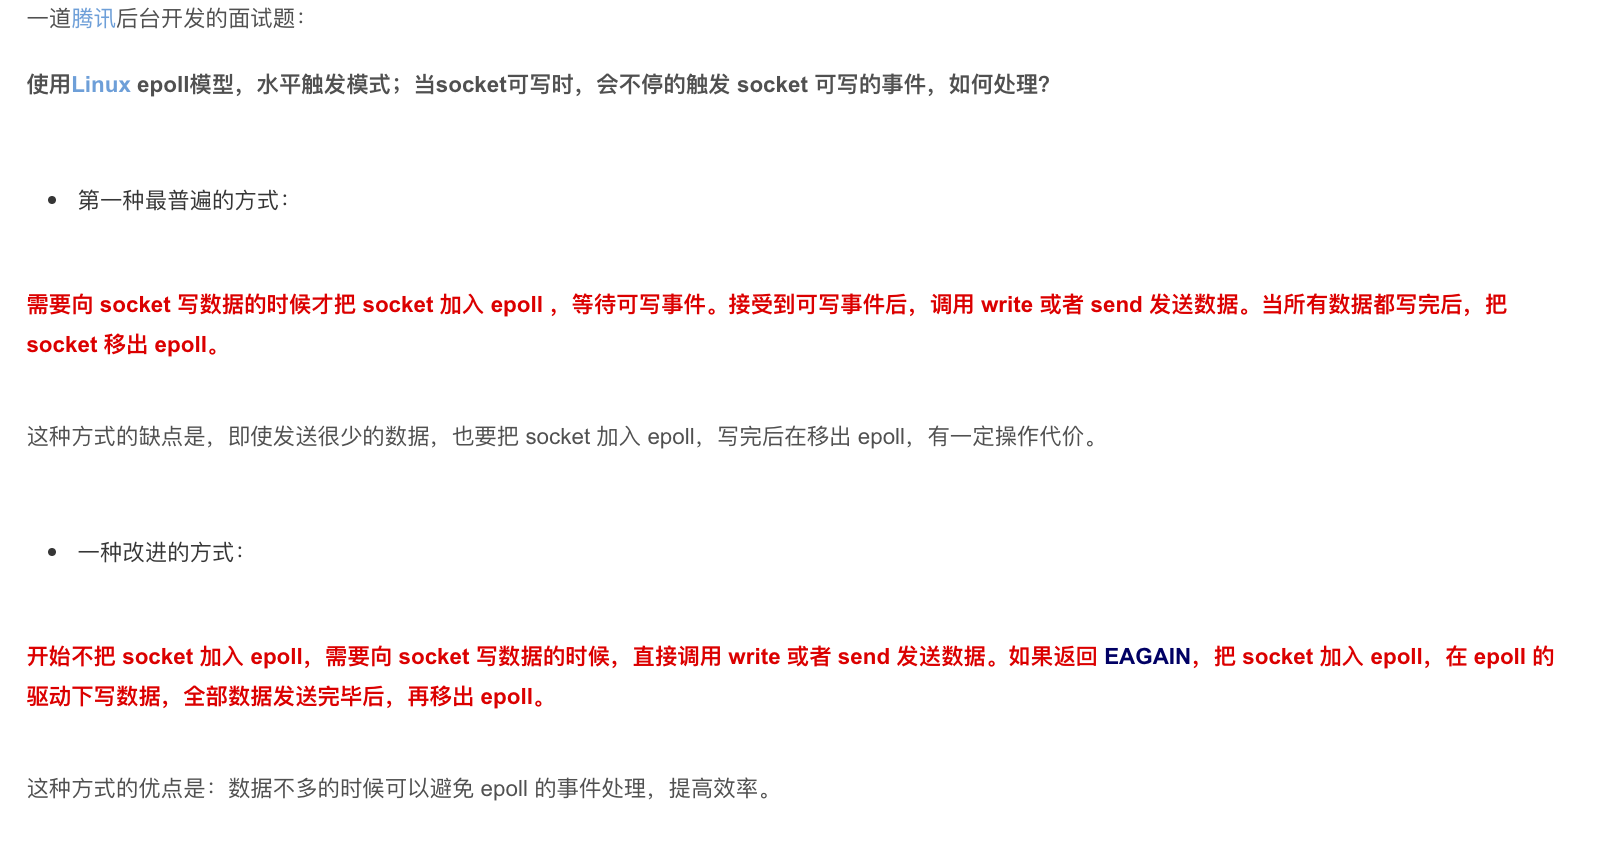 一道腾讯后台开发的面试题：
使用Linux epoll模型，水平触发模式；当socket可写时，会不停的触发 socket 可写的事件，如何处理？
第一种最普遍的方式：
需要向 socket 写数据的时候才把 socket 加入 epoll ，等待可写事件。接受到可写事件后，调用 write 或者 send 发送数据。当所有数据都写完后，把
socket 移出 epoll。
这种方式的缺点是，即使发送很少的数据，也要把 socket 加入 epoll，写完后在移出 epoll，有一定操作代价。
一种改进的方式：
开始不把 socket 加入 epoll，需要向 socket 写数据的时候，直接调用 write 或者 send 发送数据。如果返回 EAGAIN，把 socket 加入 epoll，在 epoll 的
驱动下写数据，全部数据发送完毕后，再移出 epoll。
这种方式的优点是：数据不多的时候可以避免 epoll 的事件处理，提高效率。